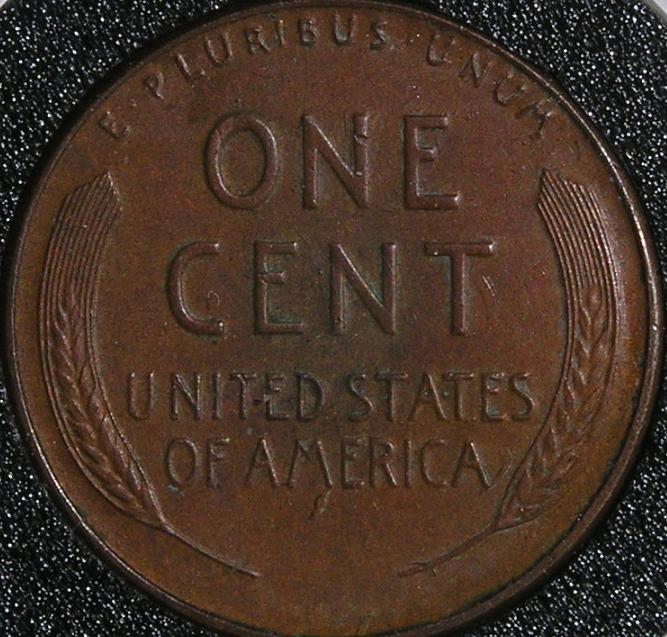 E·PLURIBUS·UNUM
ONE
CENT
UNITED STATES
OF AMERICA